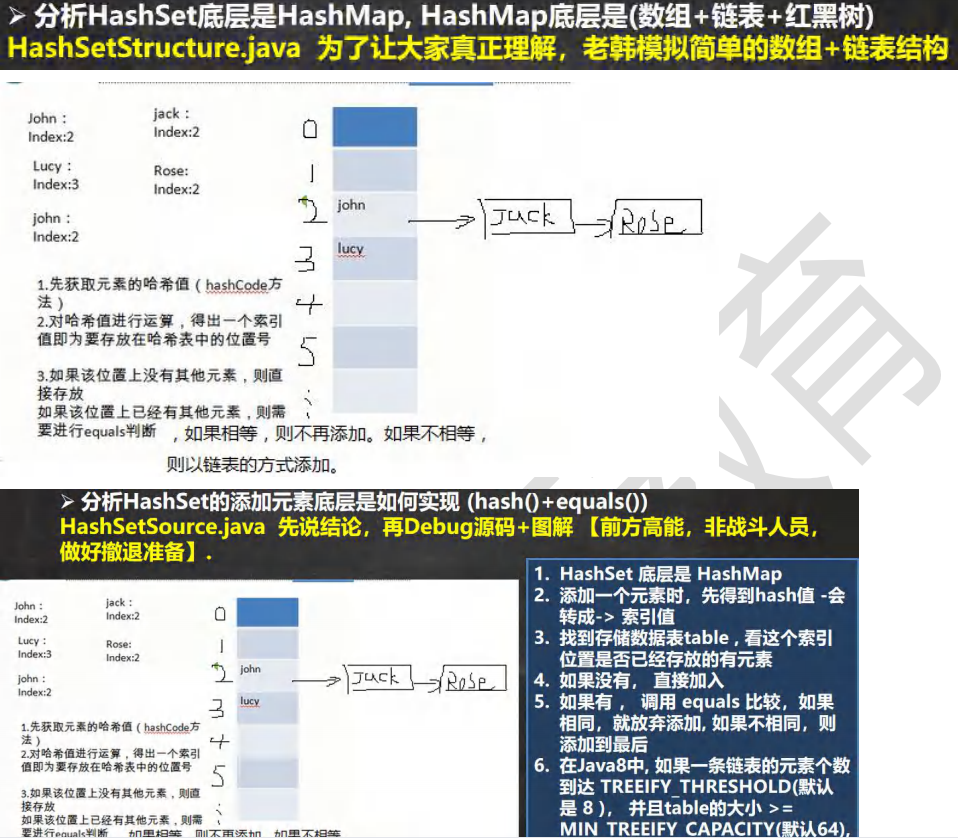 ➢ 分析HashSet底层是HashMap, HashMap底层是(数组+链表+红黑树)
HashSetStructure.java 为了让大家真正理解，老韩模拟简单的数组+链表结构
John：
Index:2
jack：
Index:2
Lucy：
Index:3
Rose:
Index:2
john：
Index:2
0
1
2
3
4
5
john
lucy
Jack
Rose
1.先获取元素的哈希值（hashCode方
法）
2.对哈希值进行运算，得出一个索引
值即为要存放在哈希表中的位置号
3.如果该位置上没有其他元素，则直
接存放
如果该位置上已经有其他元素，则需
要进行equals判断 ，如果相等，则不再添加。如果不相等，
则以链表的方式添加。
育
➢ 分析HashSet的添加元素底层是如何实现 (hash()+equals())
HashSetSource.java 先说结论，再Debug源码+图解 【前方高能，非战斗人员，
做好撤退准备】.
John：
Index:2
jack：
Index:2
Lucy：
Index:3
Rose:
Index:2
john：
Index:2
0
1
2
3
4
5
john
lucy
Jack
Rose
1.先获取元素的哈希值（hashCode方
法）
2.对哈希值进行运算，得出一个索引
值即为要存放在哈希表中的位置号
3.如果该位置上没有其他元素，则直
接存放
如果该位置上已经有其他元素，则需
要进行equals判断 ，如果相等，则不再添加。如果不相等，
1. HashSet 底层是 HashMap
2. 添加一个元素时，先得到hash值 -会
转成-> 索引值
3. 找到存储数据表table , 看这个索引
位置是否已经存放的有元素
4. 如果没有， 直接加入
5. 如果有 ， 调用 equals 比较，如果
相同，就放弃添加, 如果不相同，则
添加到最后
6. 在Java8中, 如果一条链表的元素个数
到达 TREEIFY_THRESHOLD(默认
是 8 )， 并且table的大小 >=
MIN_TREEIFY_CAPACITY(默认64)